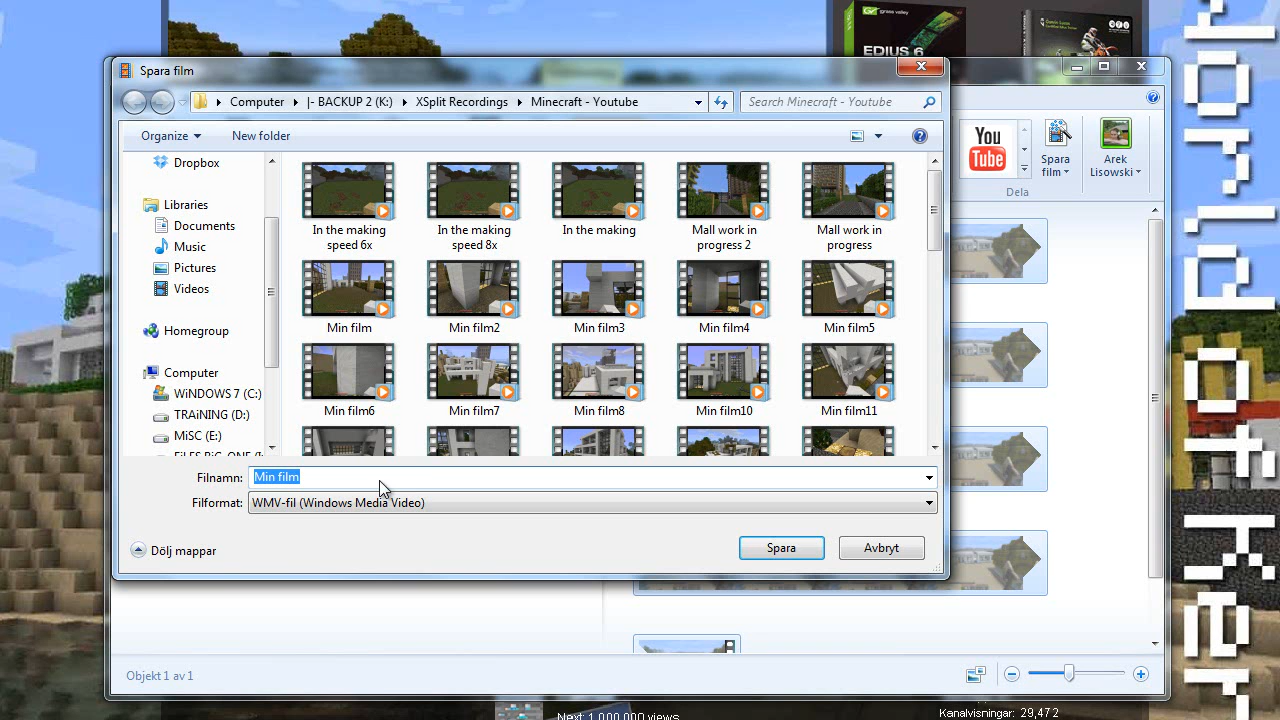 grass valley
EDIUS 6
Spara film
Computer
|- BACKUP 2 (K:)
XSplit Recordings
Minecraft - Youtube
Search Minecraft - Youtube
Organize
New folder
You
Tube
Spara
film
Arek
Lisowski
Dela
Dropbox
Libraries
Documents
Music
Pictures
Videos
Homegroup
Computer
WiNDOWS 7 (C:)
TRAiNiNG (D:)
MiSC (E:)
In the making
speed 6x
In the making
speed 8x
In the making
Mall work in
progress 2
Mall work in
progress
Min film
Min film2
Min film3
Min film4
Min film5
Min film6
Min film7
Min film8
Min film10
Min film11
Filnamn:
Min film
Filformat:
WMV-fil (Windows Media Video)
Dölj mappar
Spara
Avbryt
Objekt 1 av 1
Next: 1,000,000 views
Kanalvisningar: 29,472